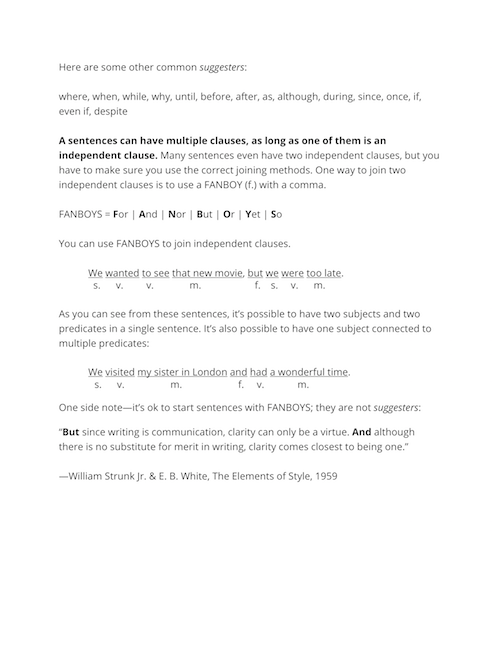 Here are some other common suggesters:
where, when, while, why, until, before, after, as, although, during, since, once, if,
even if, despite
A sentences can have multiple clauses, as long as one of them is an
independent clause. Many sentences even have two independent clauses, but you
have to make sure you use the correct joining methods. One way to join two
independent clauses is to use a FANBOY (f.) with a comma.
FANBOYS = For | And | Nor | But | Or | Yet | So
You can use FANBOYS to join independent clauses.
We wanted to see that new movie, but we were too late.
s. v. v. m. f. s. v. m.
As you can see from these sentences, it’s possible to have two subjects and two
predicates in a single sentence. It’s also possible to have one subject connected to
multiple predicates:
We visited my sister in London and had a wonderful time.
s. v. m. f. v. m.
One side note—it’s ok to start sentences with FANBOYS; they are not suggesters:
“But since writing is communication, clarity can only be a virtue. And although
there is no substitute for merit in writing, clarity comes closest to being one.”
—William Strunk Jr. & E. B. White, The Elements of Style, 1959